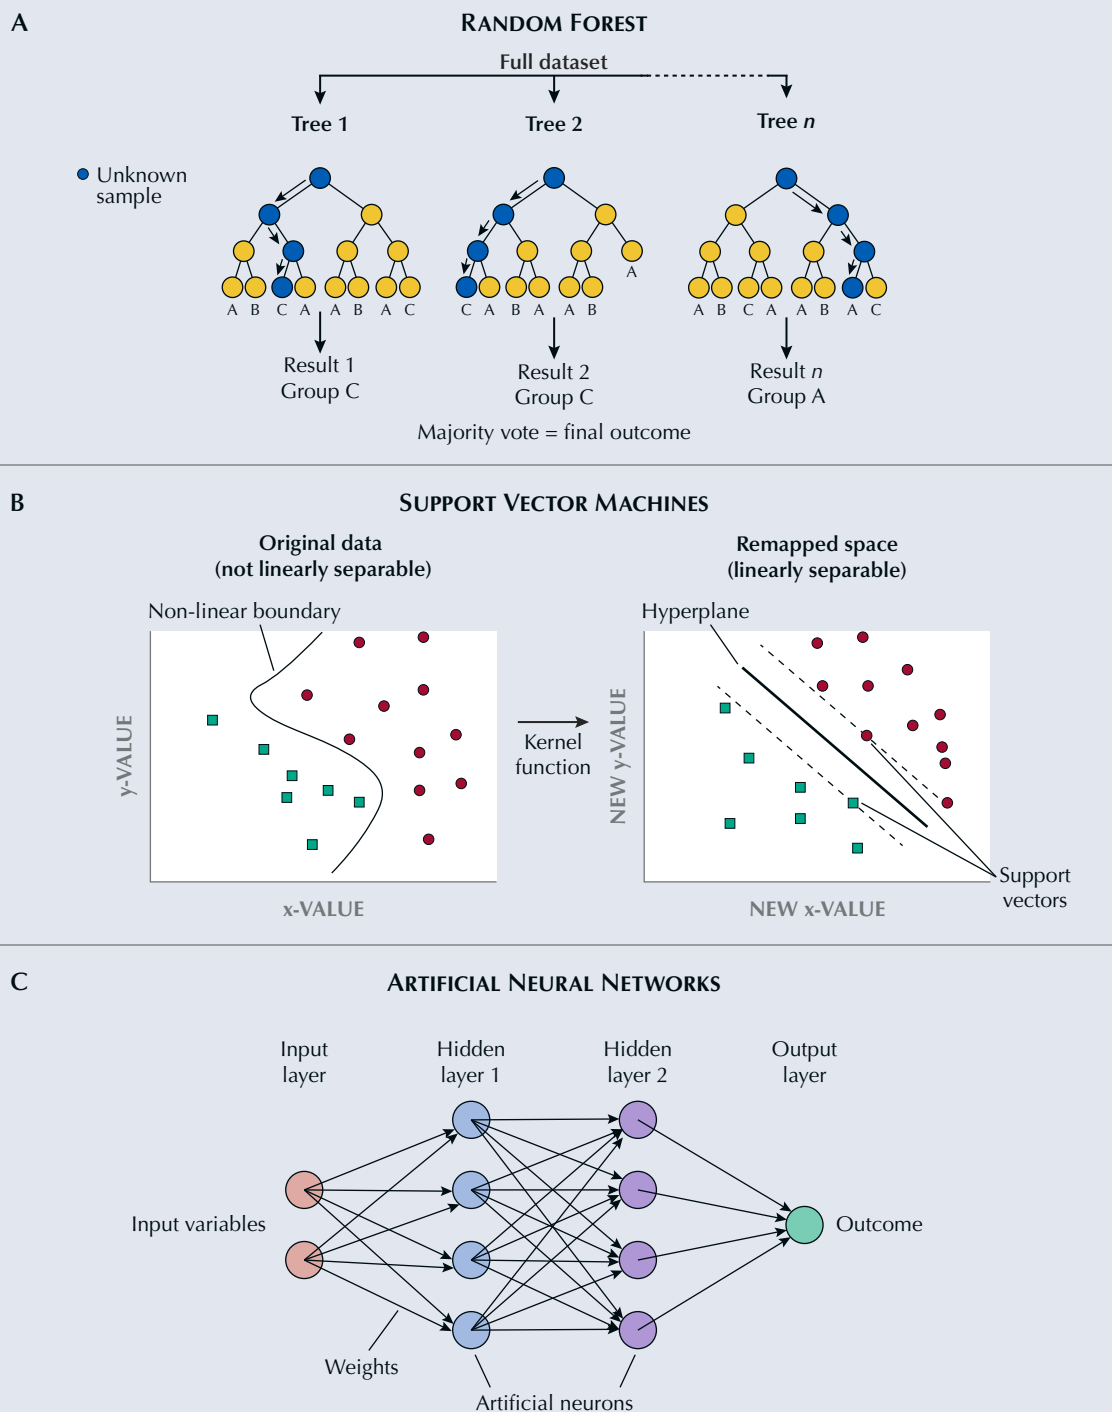 A
Random Forest
Full dataset
Tree 1
Tree 2
Tree n
Unknown
sample
A B C A A B A C
C A B A A B
A
A B C A A B A C
Result 1
Group C
Result 2
Group C
Result n
Group A
Majority vote = final outcome
B
Support Vector Machines
Original data
(not linearly separable)
Remapped space
(linearly separable)
Non-linear boundary
Hyperplane
y-VALUE
x-VALUE
Kernel
function
NEW y-VALUE
NEW x-VALUE
Support
vectors
C
Artificial Neural Networks
Input
layer
Hidden
layer 1
Hidden
layer 2
Output
layer
Input variables
Outcome
Weights
Artificial neurons